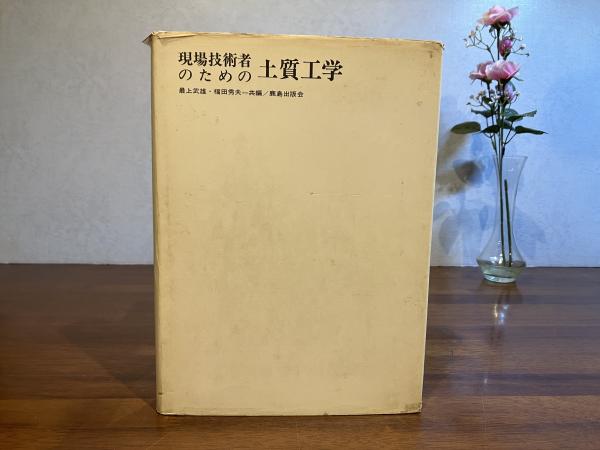 現場技術者
のための 土質工学
最上武雄・福田秀夫＝共編／鹿島出版会